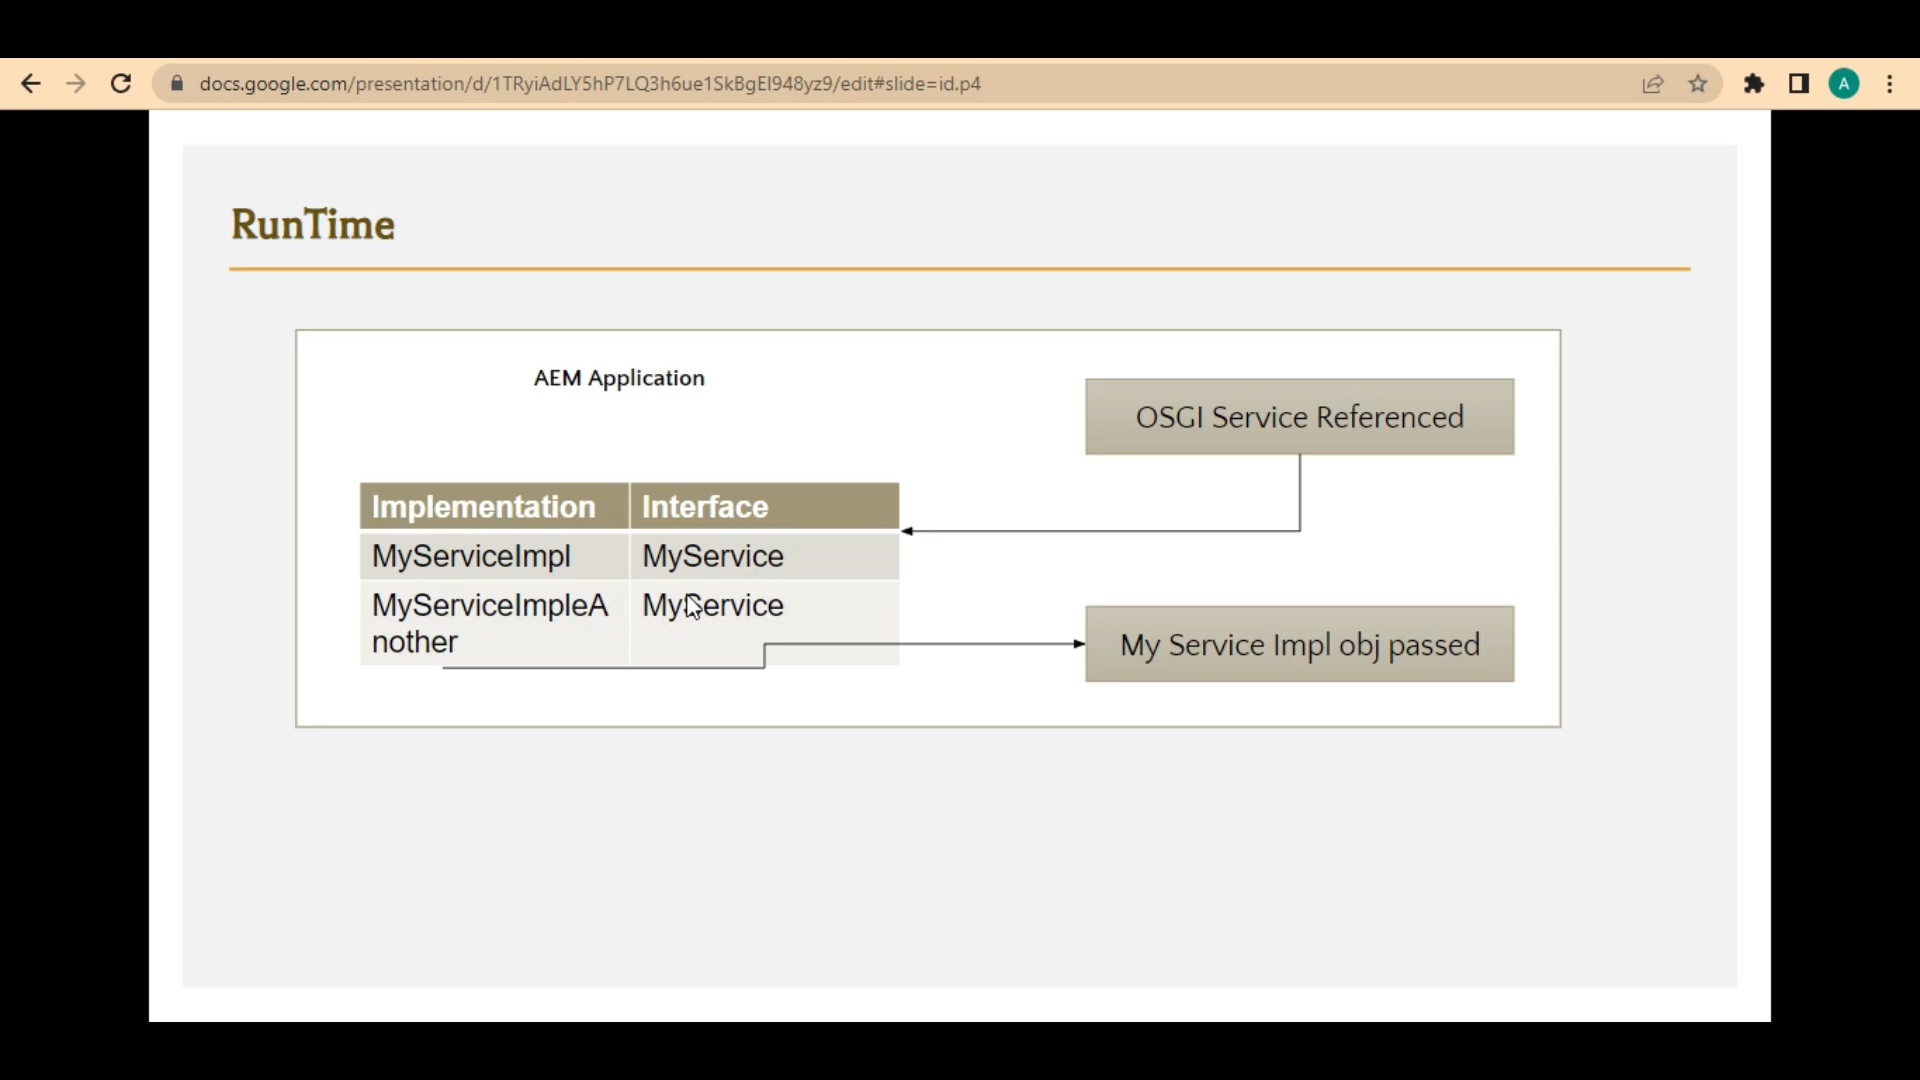 docs.google.com/presentation/d/1TRyiAdLY5hP7LQ3h6ue1SkBgEI948yz9/edit#slide=id.p4
A
RunTime
AEM Application
OSGI Service Referenced
Implementation Interface
MyServiceImpl MyService
MyServiceImpleA MyService
nother
My Service Impl obj passed